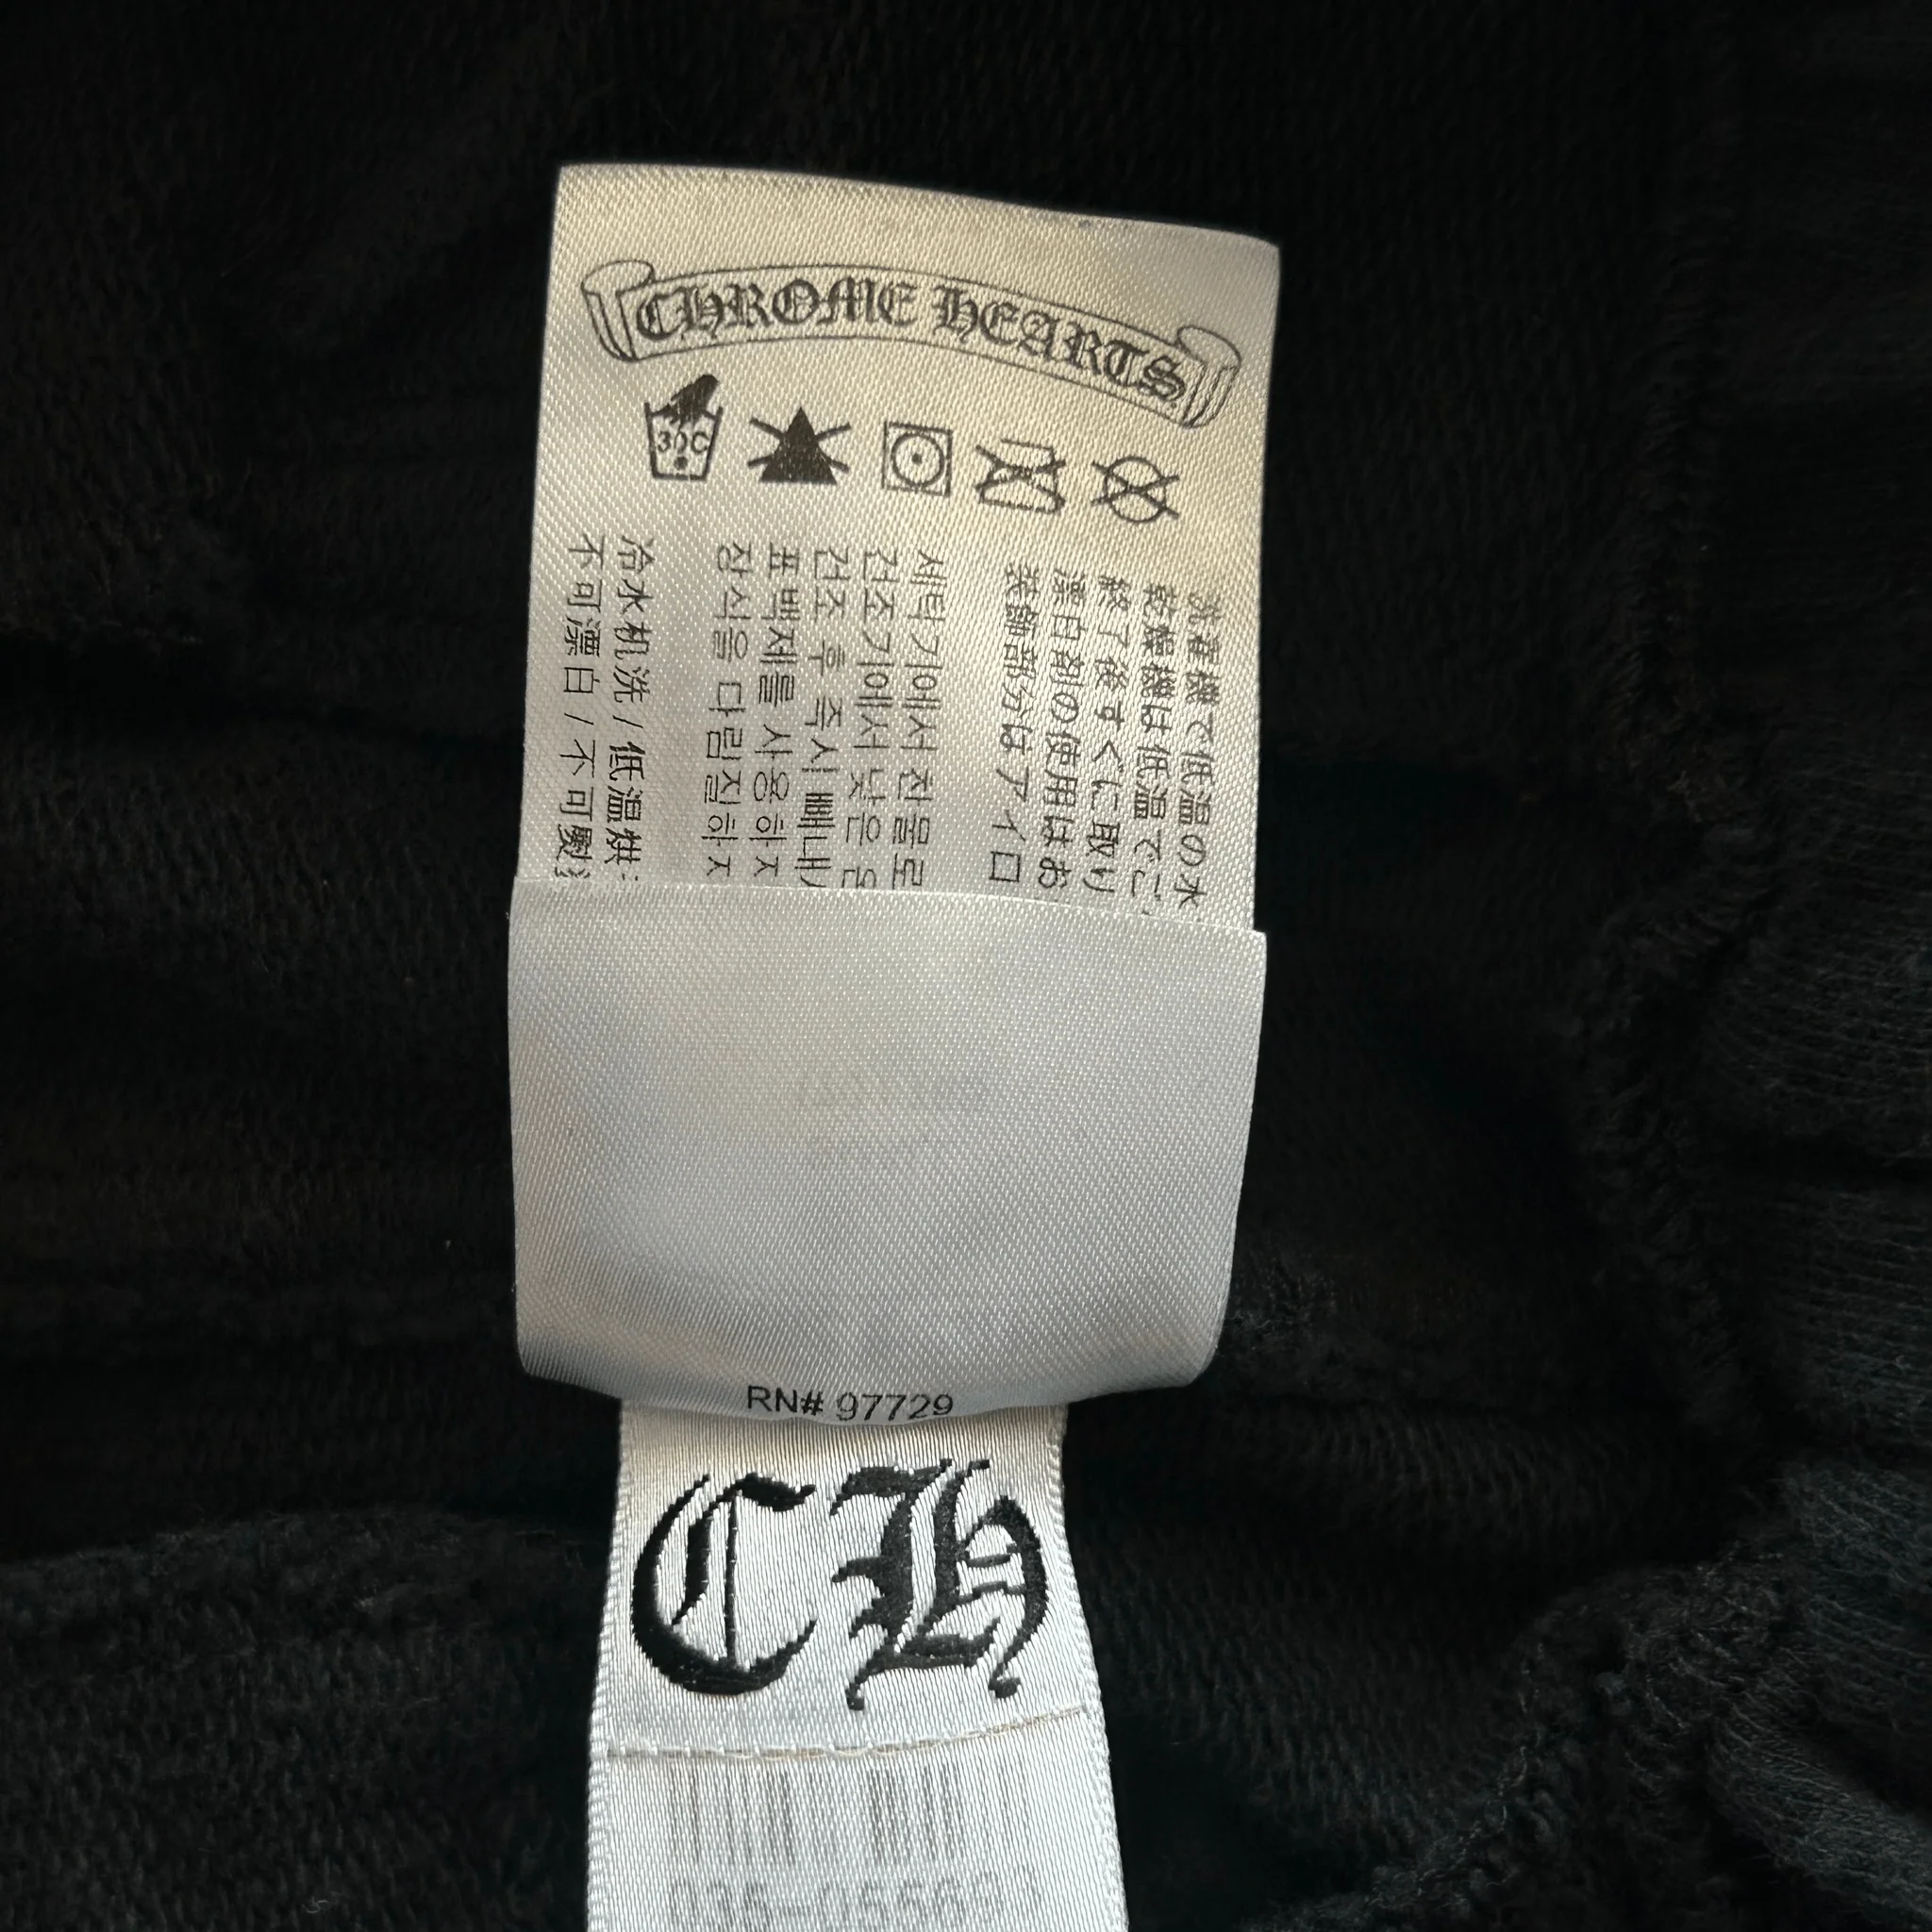 CHROME HEARTS
30C
洗濯機で低温の水
乾燥機は低温でご
終了後すぐに取り
漂白剤の使用はお
装飾部分はアイロ
세탁기에서 찬물로
건조기에서 낮은 온
건조 후 즉시 빼내
표백제를 사용하지
장식을 다림질하지
冷水机洗 / 低温烘
不可漂白 / 不可熨
RN# 97729
CH